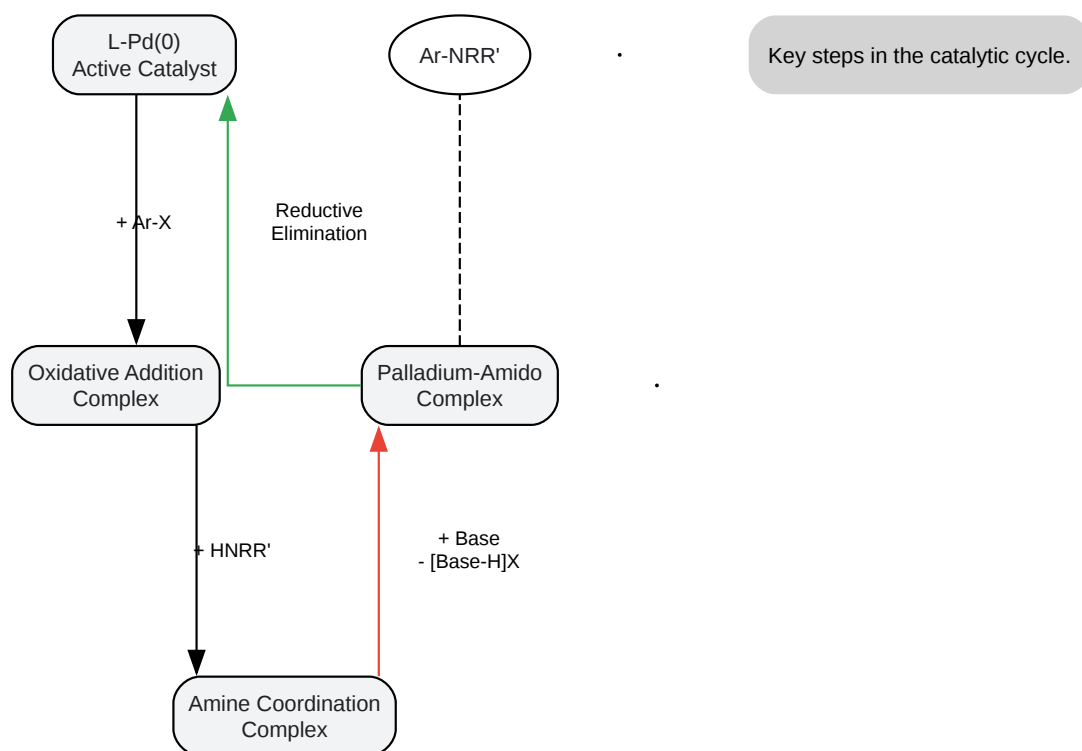 L-Pd(0)
Active Catalyst
Ar-NRR'
Key steps in the catalytic cycle.
+ Ar-X
Reductive
Elimination
Oxidative Addition
Complex
Palladium-Amido
Complex
+ HNRR'
+ Base
- [Base-H]X
Amine Coordination
Complex